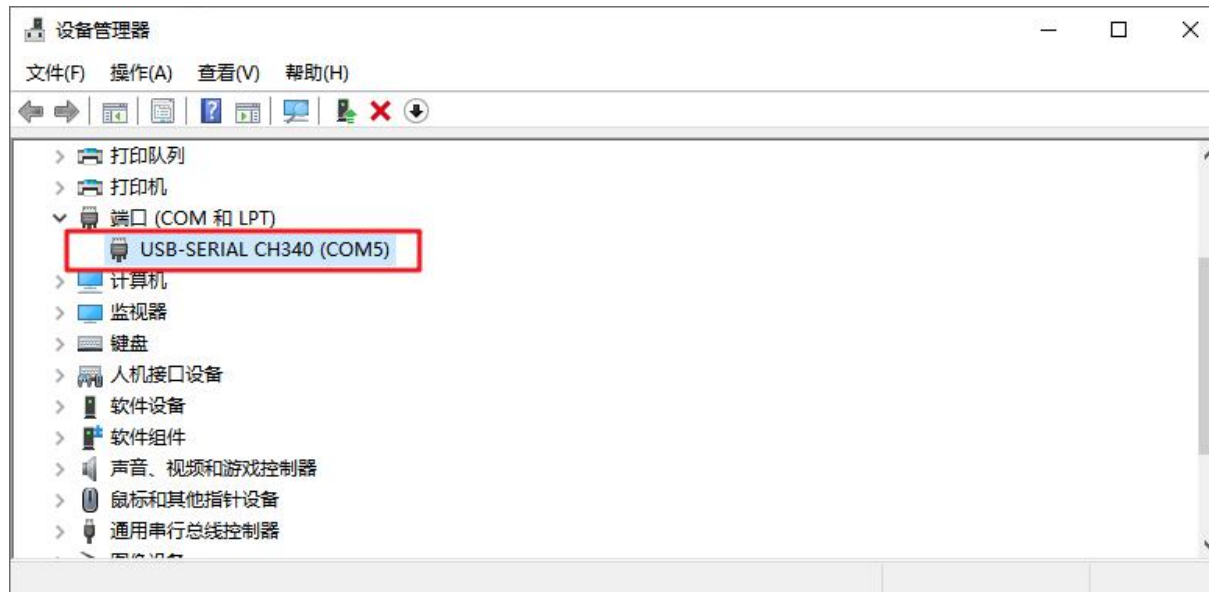 设备管理器
文件(F) 操作(A) 查看(V) 帮助(H)
打印队列
打印机
端口 (COM 和 LPT)
USB-SERIAL CH340 (COM5)
计算机
监视器
键盘
人机接口设备
软件设备
软件组件
声音、视频和游戏控制器
鼠标和其他指针设备
通用串行总线控制器